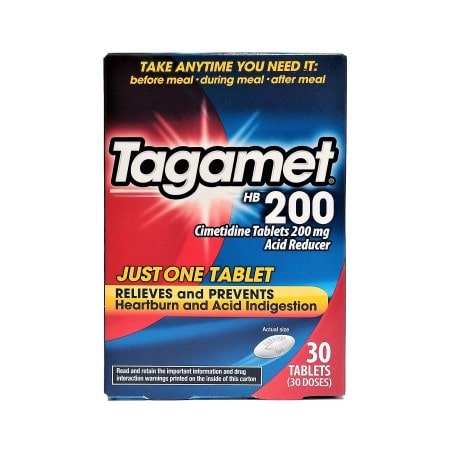 TAKE ANYTIME YOU NEED IT:
before meal • during meal • after meal
Tagamet®
HB 200
Cimetidine Tablets 200 mg
Acid Reducer
JUST ONE TABLET
RELIEVES and PREVENTS
Heartburn and Acid Indigestion
Actual size
30
TABLETS
(30 DOSES)
Read and retain the important information and drug
interaction warnings printed on the inside of this carton